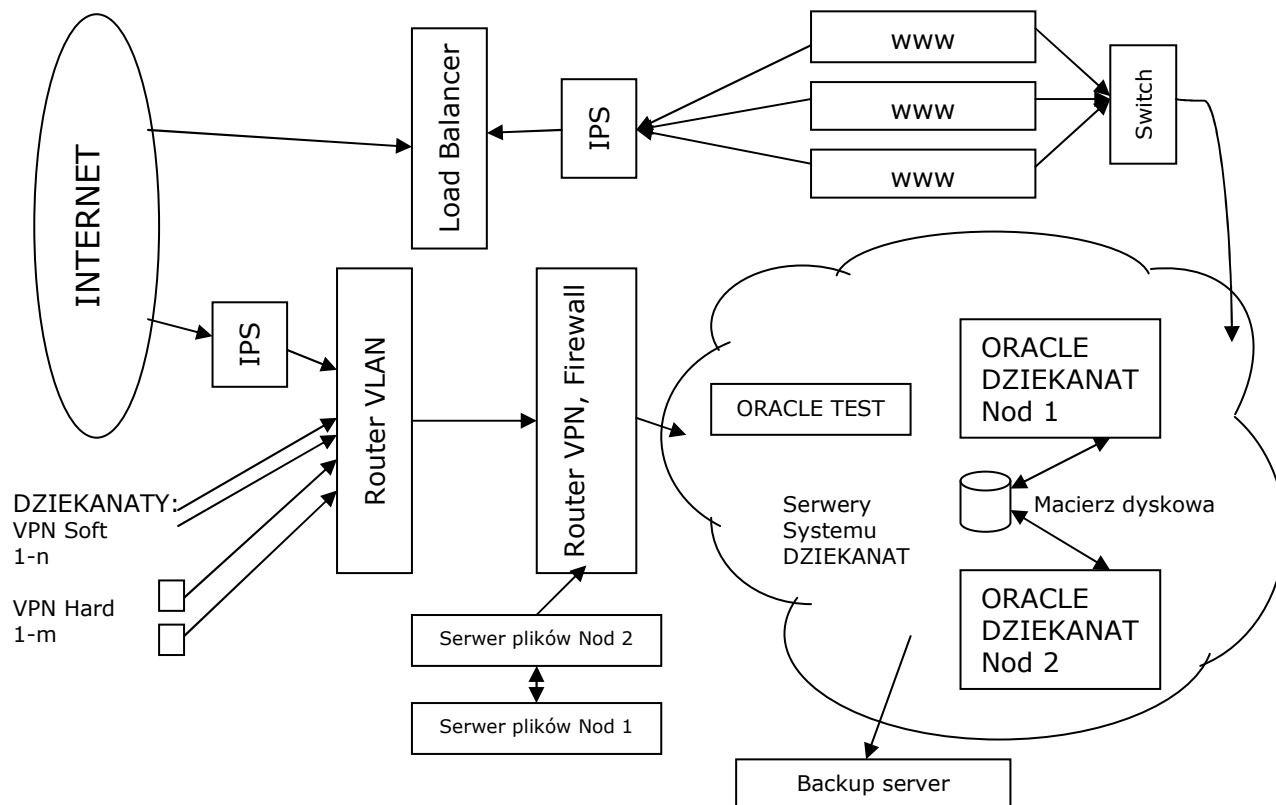 INTERNET
Load Balancer
IPS
www
www
www
Switch
IPS
Router VLAN
Router VPN, Firewall
ORACLE TEST
ORACLE
DZIEKANAT
Nod 1
Macierz dyskowa
Serwery
Systemu
DZIEKANAT
ORACLE
DZIEKANAT
Nod 2
DZIEKANATY:
VPN Soft
1-n
VPN Hard
1-m
Serwer plików Nod 2
Serwer plików Nod 1
Backup server